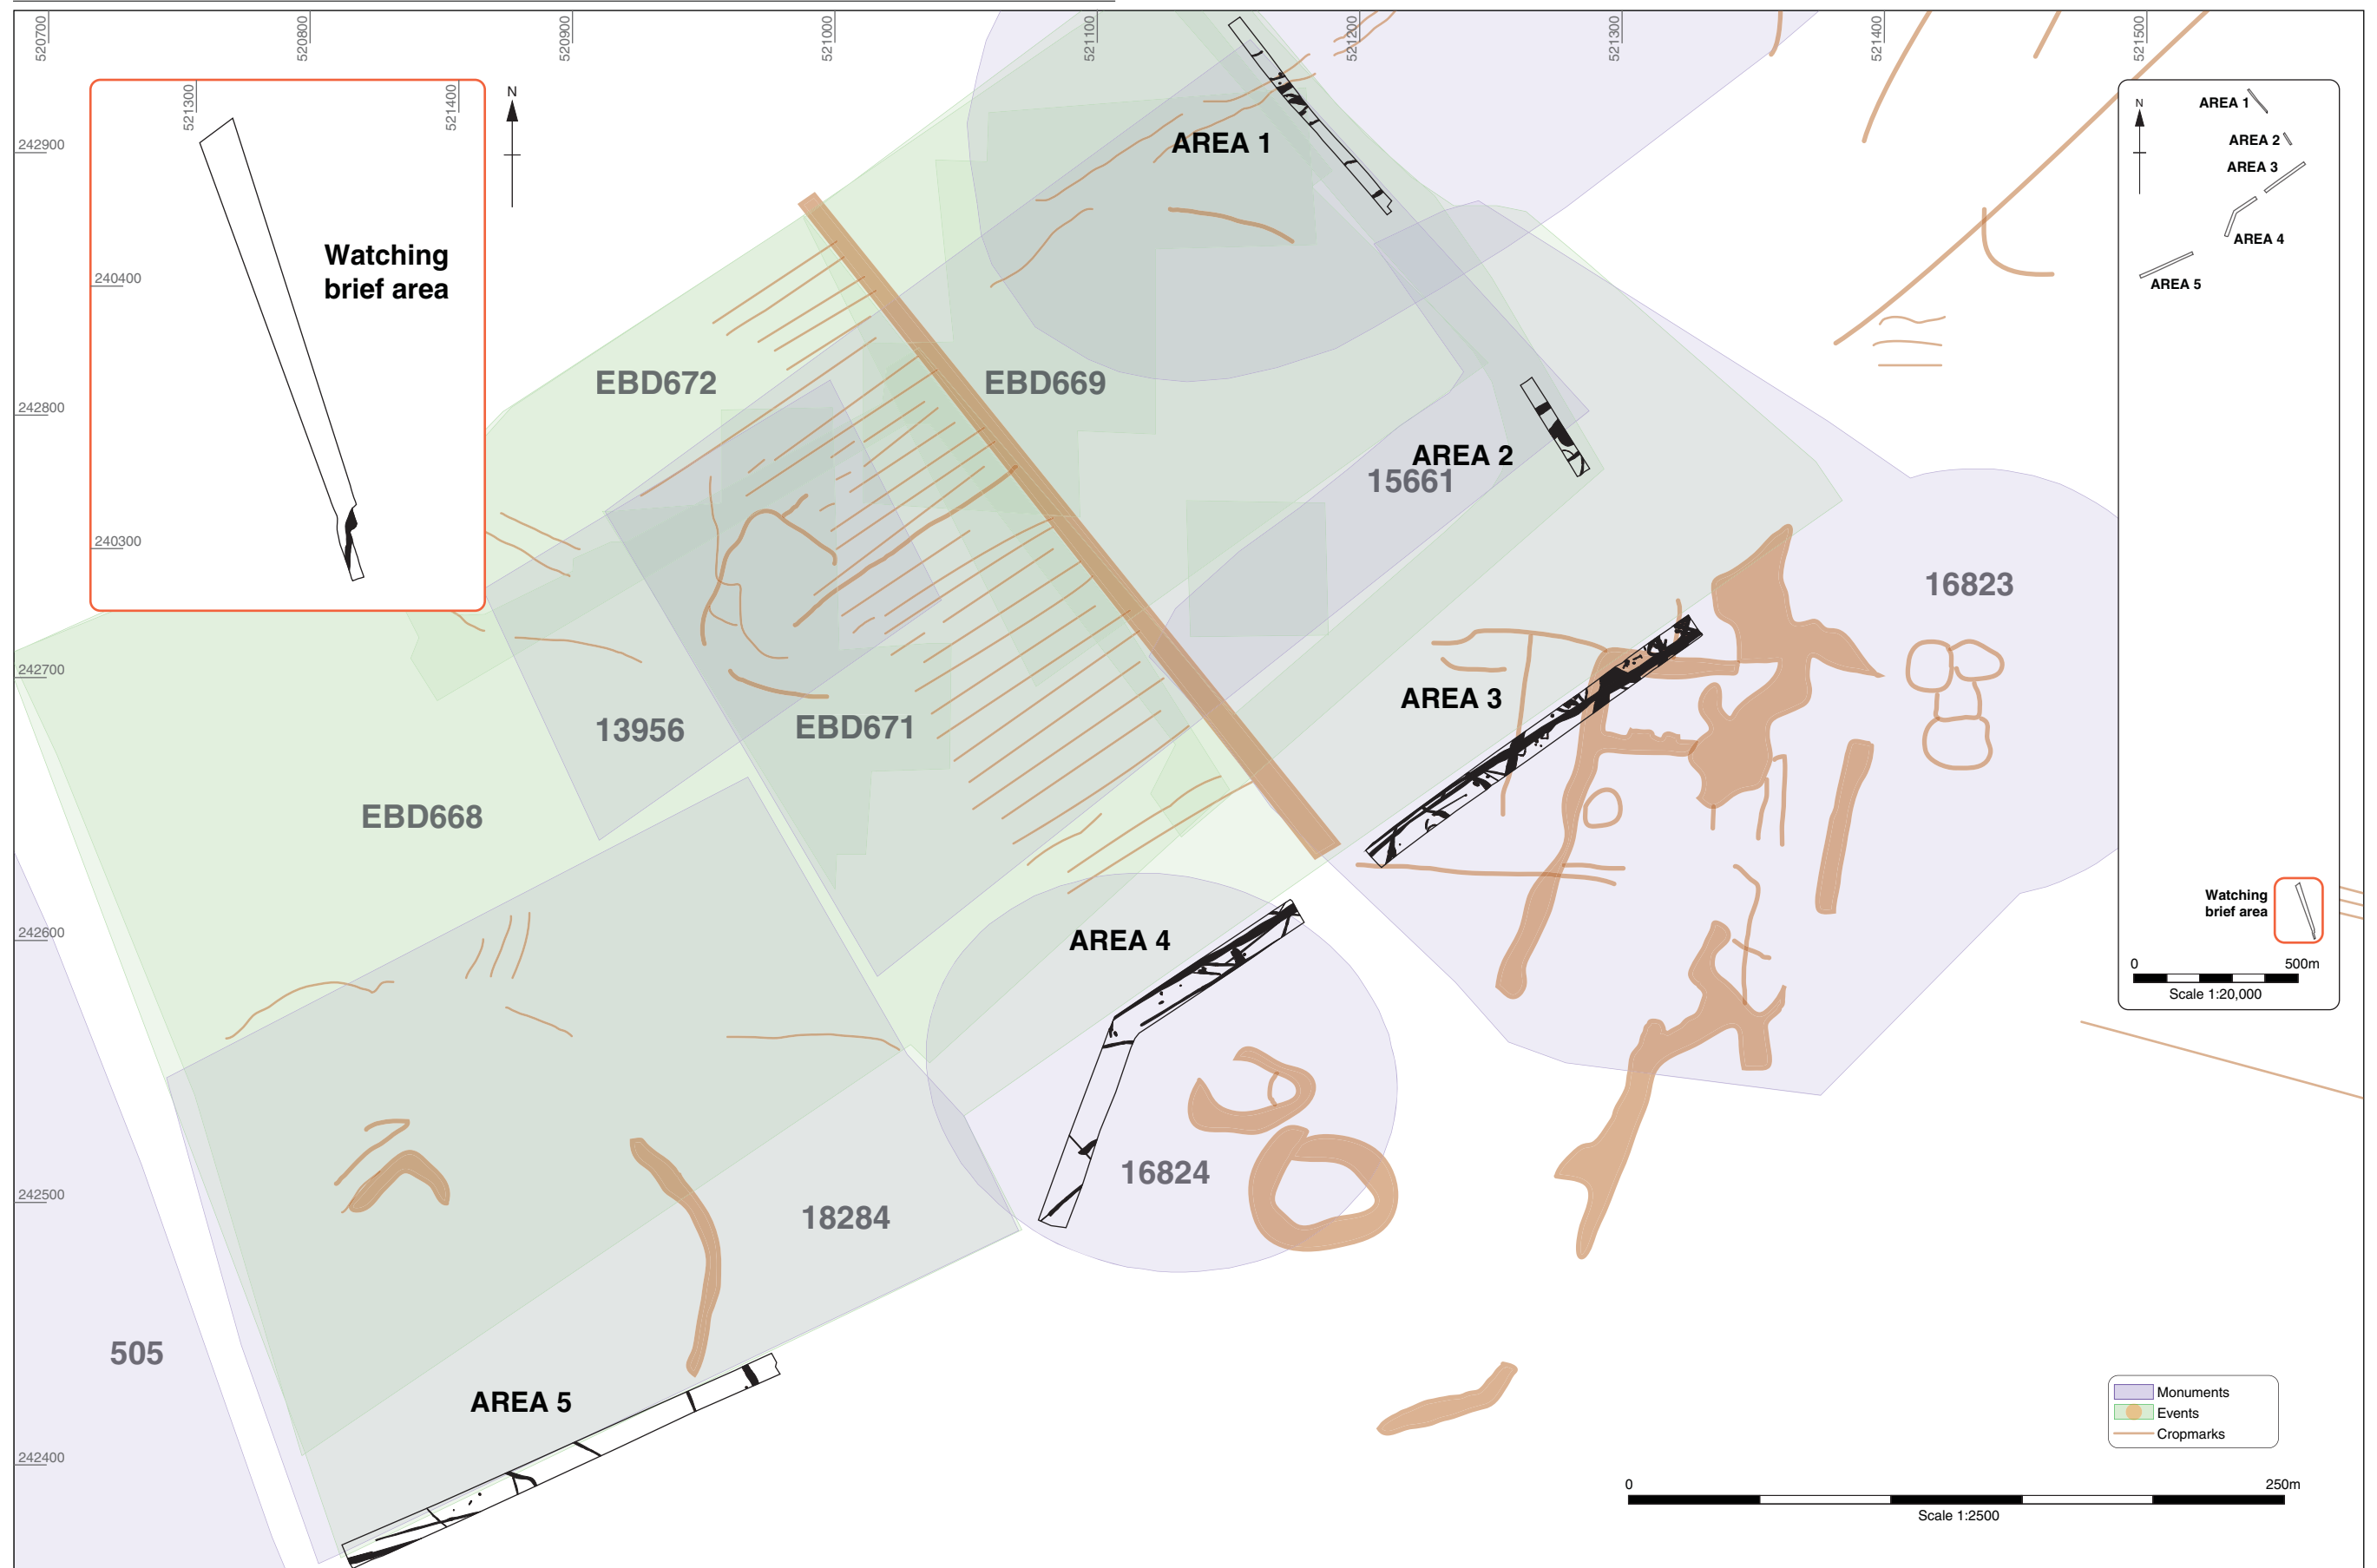 520700
520800
520900
521000
521100
521200
521300
521400
521500
242900
242800
242700
242600
242500
242400
521300
521400
240400
240300
Watching
brief area
N
AREA 1
EBD672
EBD669
AREA 2
15661
16823
AREA 3
13956
EBD671
EBD668
AREA 4
16824
18284
505
AREA 5
N
AREA 1
AREA 2
AREA 3
AREA 4
AREA 5
Watching
brief area
0 500m
Scale 1:20,000
Monuments
Events
Cropmarks
0 250m
Scale 1:2500